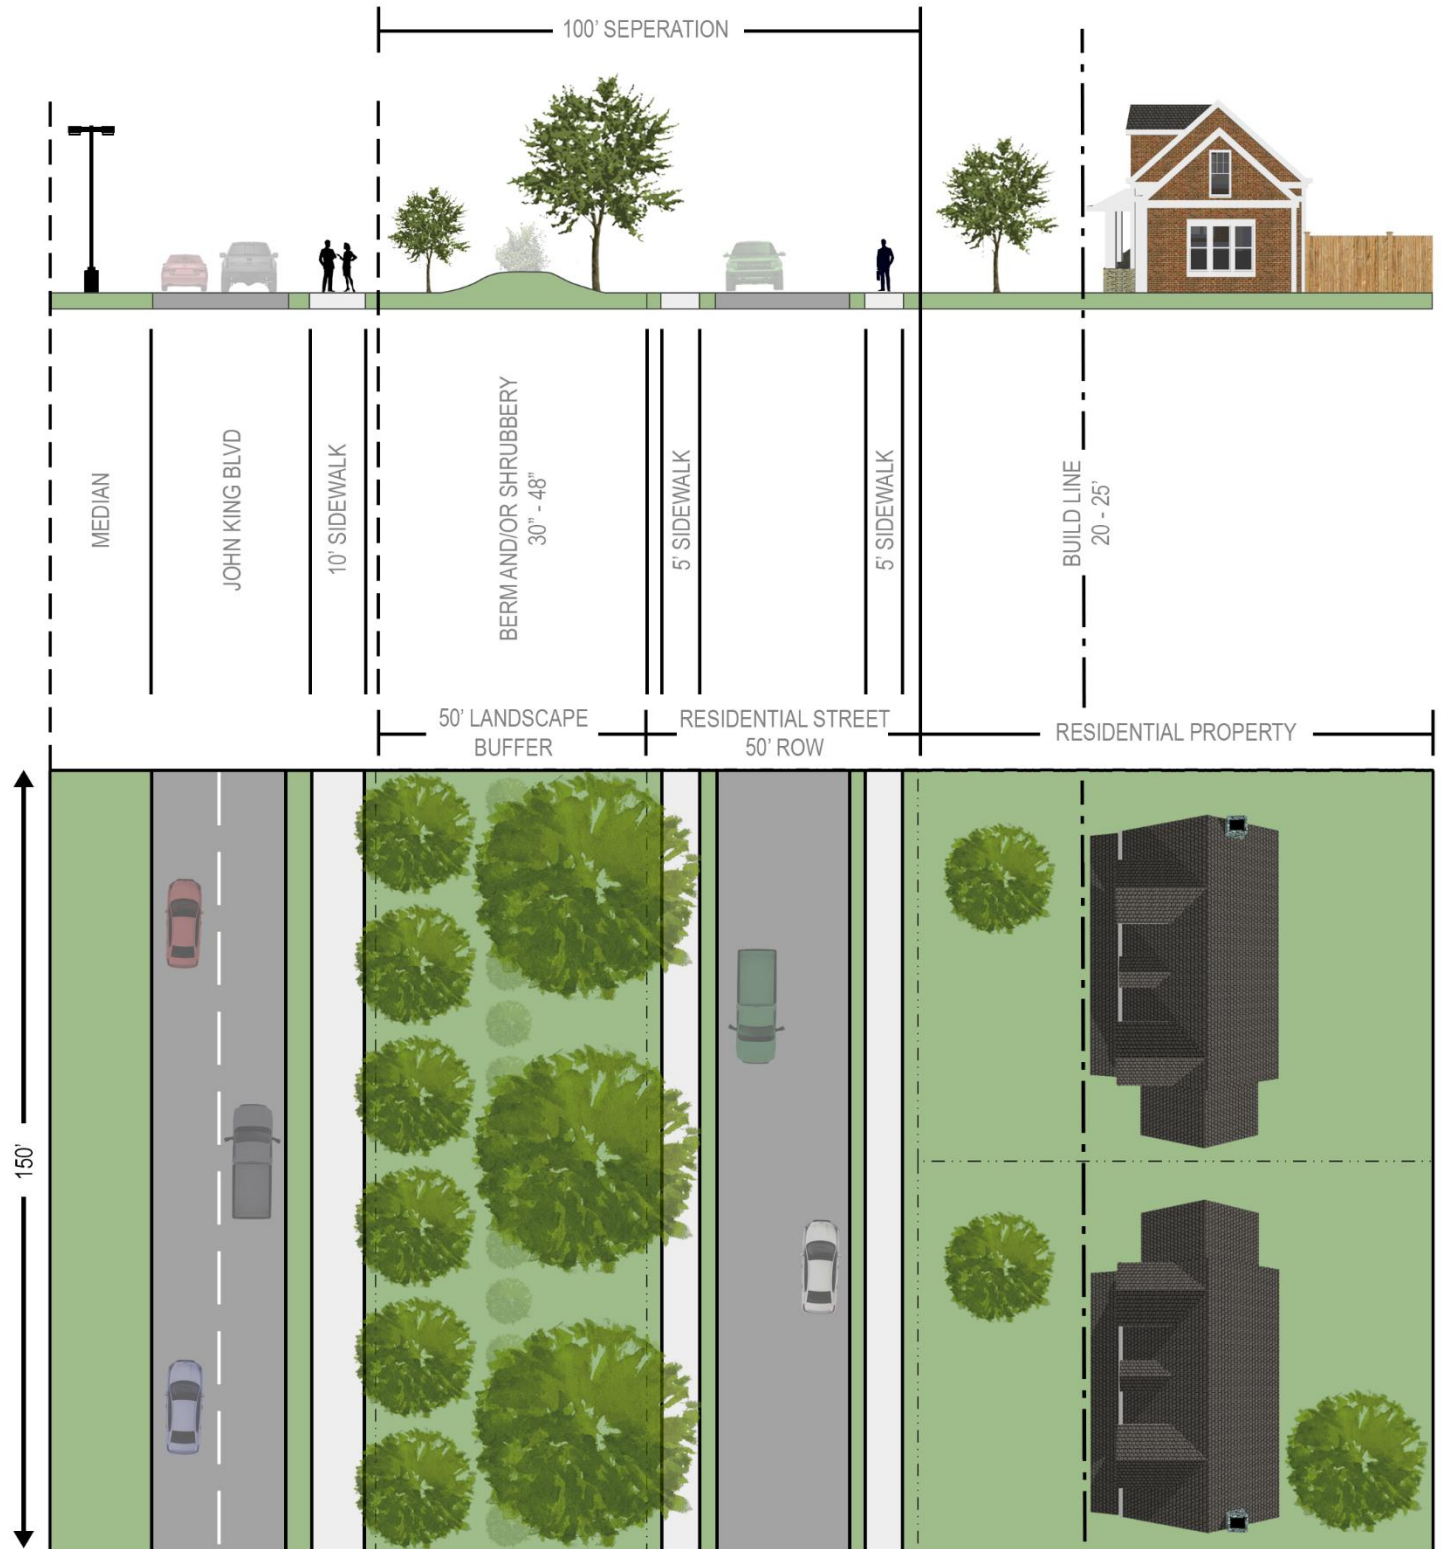 100' SEPERATION
MEDIAN
JOHN KING BLVD
10' SIDEWALK
BERM AND/OR SHRUBBERY
30" - 48"
5' SIDEWALK
5' SIDEWALK
BUILD LINE
20 - 25'
50' LANDSCAPE
BUFFER
RESIDENTIAL STREET
50' ROW
RESIDENTIAL PROPERTY
150'